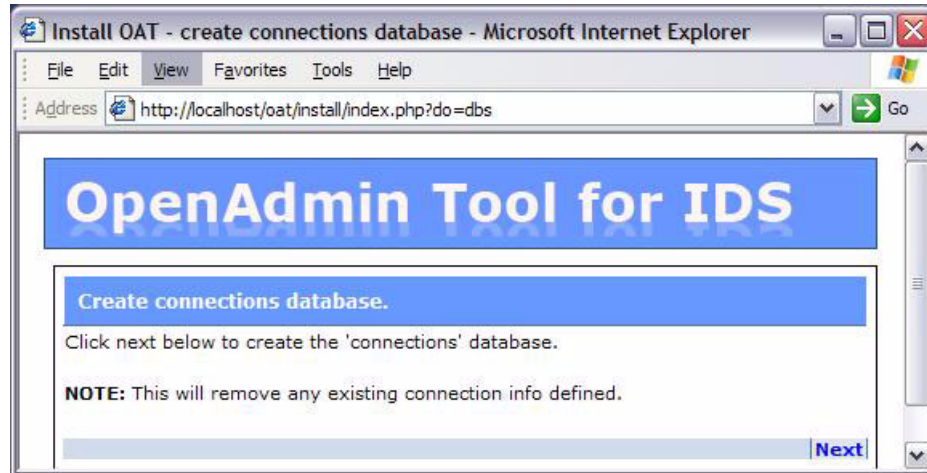 Install OAT - create connections database - Microsoft Internet Explorer
File Edit View Favorites Tools Help
Address http://localhost/oat/install/index.php?do=dbs Go
OpenAdmin Tool for IDS
Create connections database.
Click next below to create the 'connections' database.
NOTE: This will remove any existing connection info defined.
Next